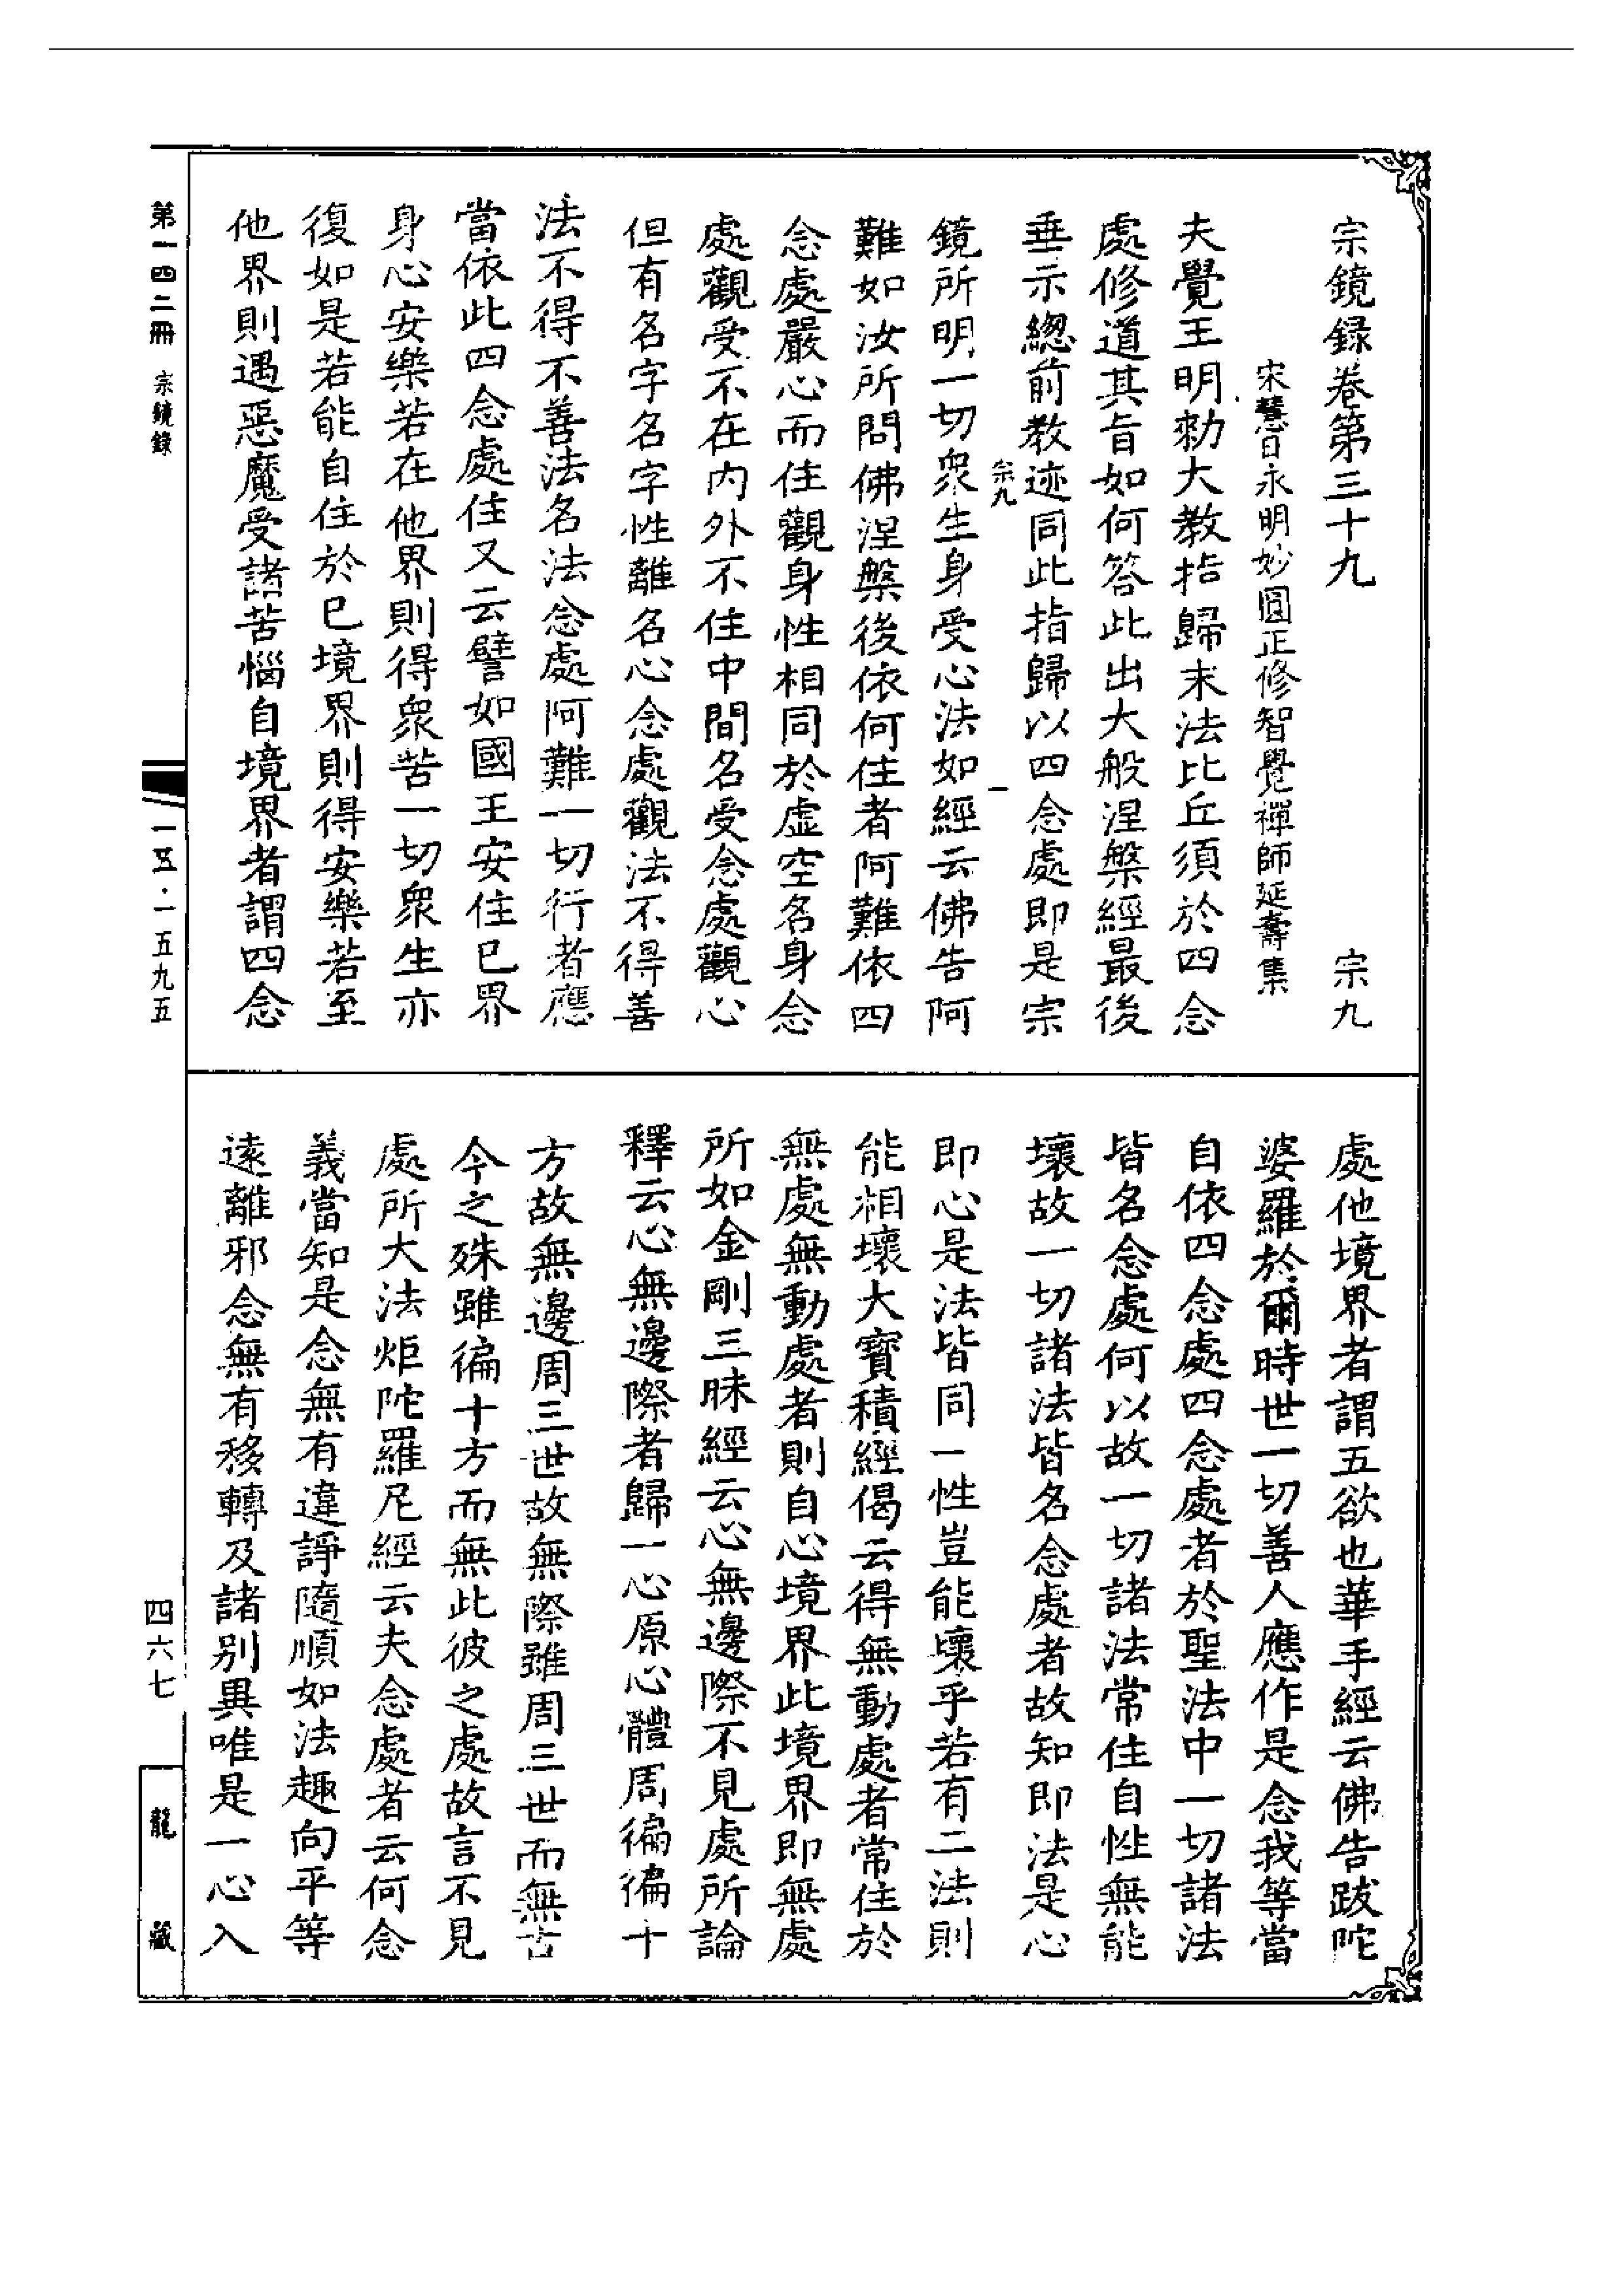 宗鏡録卷第三十九　宗九
宋慧日永明妙圓正修智覺禪師延壽集
夫覺王明勑大教指歸末法比丘須於四念
處修道其旨如何答此出大般涅槃經最後
垂示緫前教迹同此指歸以四念處即是宗
宗九　一
鏡所明一切衆生身受心法如經云佛告阿
難如汝所問佛涅槃後依何住者阿難依四
念處嚴心而住觀身性相同於虛空名身念
處觀受不在内外不住中間名受念處觀心
但有名字名字性離名心念處觀法不得善
法不得不善法名法念處阿難一切行者應
當依此四念處住又云譬如國王安住已界
身心安樂若在他界則得衆苦一切衆生亦
復如是若能自住於已境界則得安樂若至
他界則遇惡魔受諸苦惱自境界者謂四念
處他境界者謂五欲也華手經云佛告跋陀
婆羅於爾時世一切善人應作是念我等當
自依四念處四念處者於聖法中一切諸法
皆名念處何以故一切諸法常住自性無能
壞故一切諸法皆名念處者故知即法是心
即心是法皆同一性豈能壞乎若有二法則
能相壞大寳積經偈云得無動處者常住於
無處無動處者則自心境界此境界即無處
所如金剛三昧經云心無邊際不見處所論
釋云心無邊際者歸一心原心體周徧徧十
方故無邊周三世故無際雖周三世而無古
今之殊雖徧十方而無此彼之處故言不見
處所大法炬陀羅尼經云夫念處者云何念
義當知是念無有違諍隨順如法趣向平等
逺離邪念無有移轉及諸别異唯是一心入
第一四二冊　宗鏡錄
一五·一五九五
四六七
龍藏